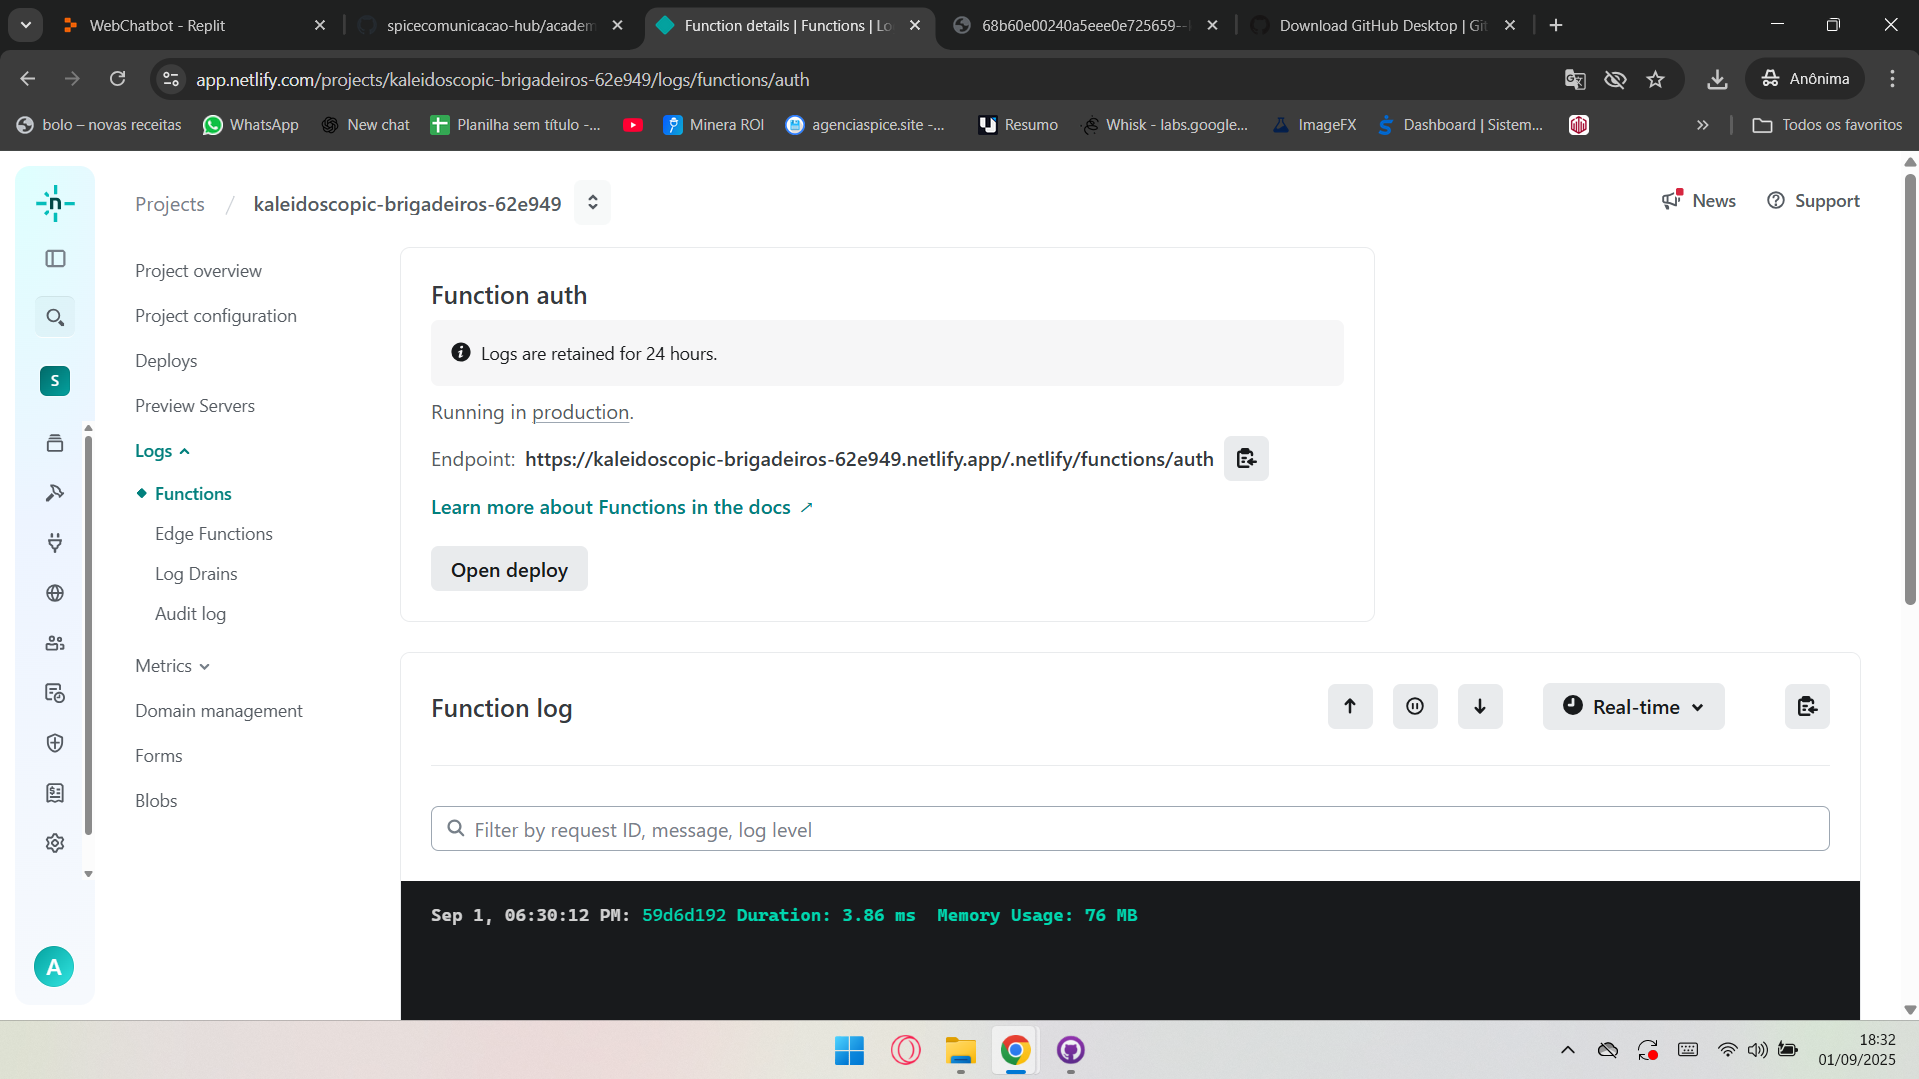 WebChatbot - Replit
spicecomunicacao-hub/academ
Function details | Functions | Lo
68b60e00240a5eee0e725659--
Download GitHub Desktop | Git
app.netlify.com/projects/kaleidoscopic-brigadeiros-62e949/logs/functions/auth
Anônima
bolo – novas receitas
WhatsApp
New chat
Planilha sem título -...
Minera ROI
agenciaspice.site -...
Resumo
Whisk - labs.google...
ImageFX
Dashboard | Sistem...
Todos os favoritos
n
Projects / kaleidoscopic-brigadeiros-62e949
News
Support
Project overview
Project configuration
Deploys
Preview Servers
Logs
Functions
Edge Functions
Log Drains
Audit log
Metrics
Domain management
Forms
Blobs
S
A
Function auth
Logs are retained for 24 hours.
Running in production.
Endpoint: https://kaleidoscopic-brigadeiros-62e949.netlify.app/.netlify/functions/auth
Learn more about Functions in the docs
Open deploy
Function log
Real-time
Filter by request ID, message, log level
Sep 1, 06:30:12 PM: 59d6d192 Duration: 3.86 ms Memory Usage: 76 MB
18:32
01/09/2025